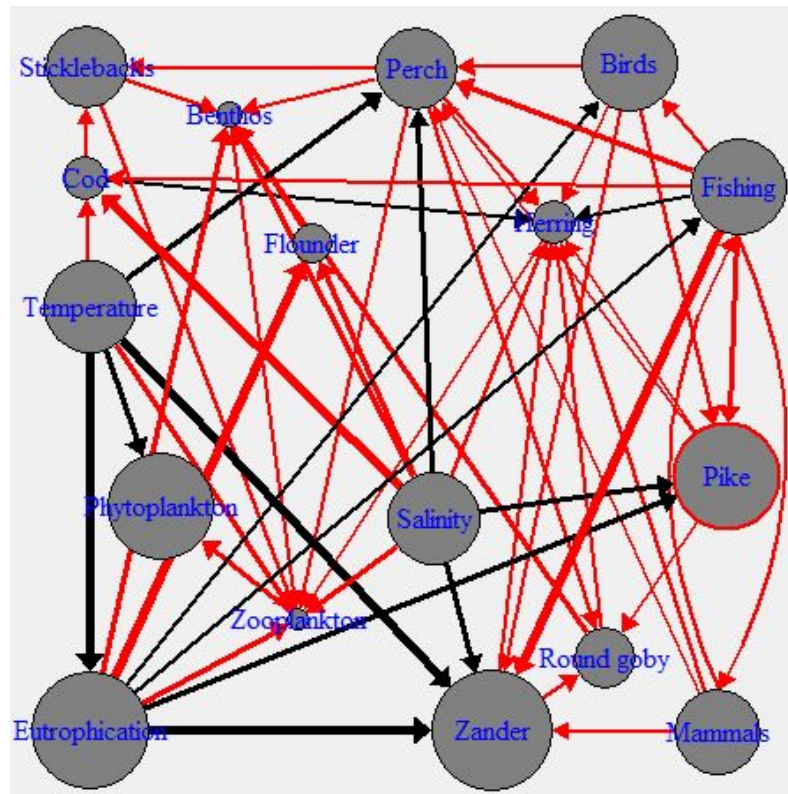 Sticklebacks
Perch
Birds
Benthos
Cod
Fishing
Herring
Flounder
Temperature
Pike
Phytoplankton
Salinity
Zooplankton
Round goby
Eutrophication
Zander
Mammals